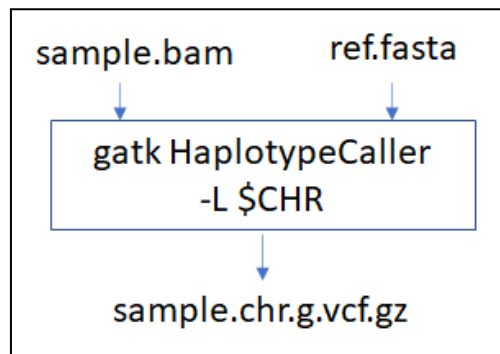 sample.bam
ref.fasta
gatk HaplotypeCaller
-L $CHR
sample.chr.g.vcf.gz